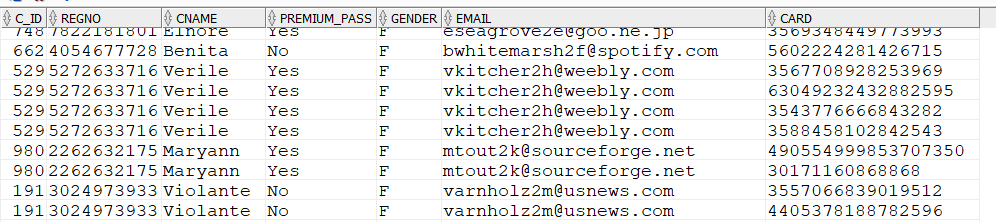 C_ID REGNO CNAME PREMIUM_PASS GENDER EMAIL CARD
748 7822181801 Elnore Yes F eseagrove2e@goo.ne.jp 3569348449773993
662 4054677728 Benita No F bwhitemarsh2f@spotify.com 5602224281426715
529 5272633716 Verile Yes F vkitcher2h@weebly.com 3567708928253969
529 5272633716 Verile Yes F vkitcher2h@weebly.com 63049232432882595
529 5272633716 Verile Yes F vkitcher2h@weebly.com 3543776666843282
529 5272633716 Verile Yes F vkitcher2h@weebly.com 3588458102842543
980 2262632175 Maryann Yes F mtout2k@sourceforge.net 490554999853707350
980 2262632175 Maryann Yes F mtout2k@sourceforge.net 30171160868868
191 3024973933 Violante No F varnholz2m@usnews.com 3557066839019512
191 3024973933 Violante No F varnholz2m@usnews.com 4405378188782596